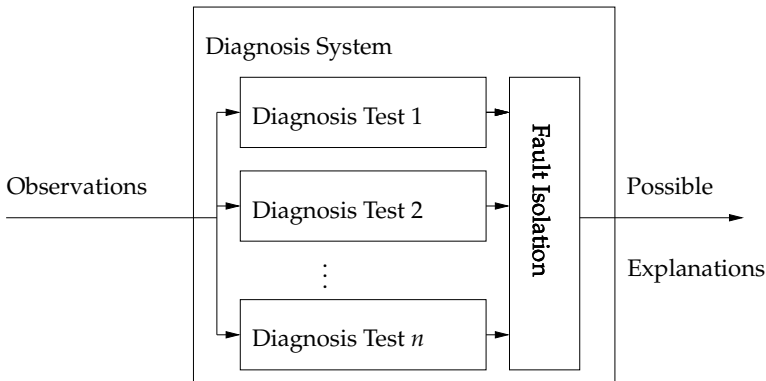 Diagnosis System
Diagnosis Test 1
Observations
Diagnosis Test 2
⋮
Diagnosis Test n
Fault Isolation
Possible
Explanations